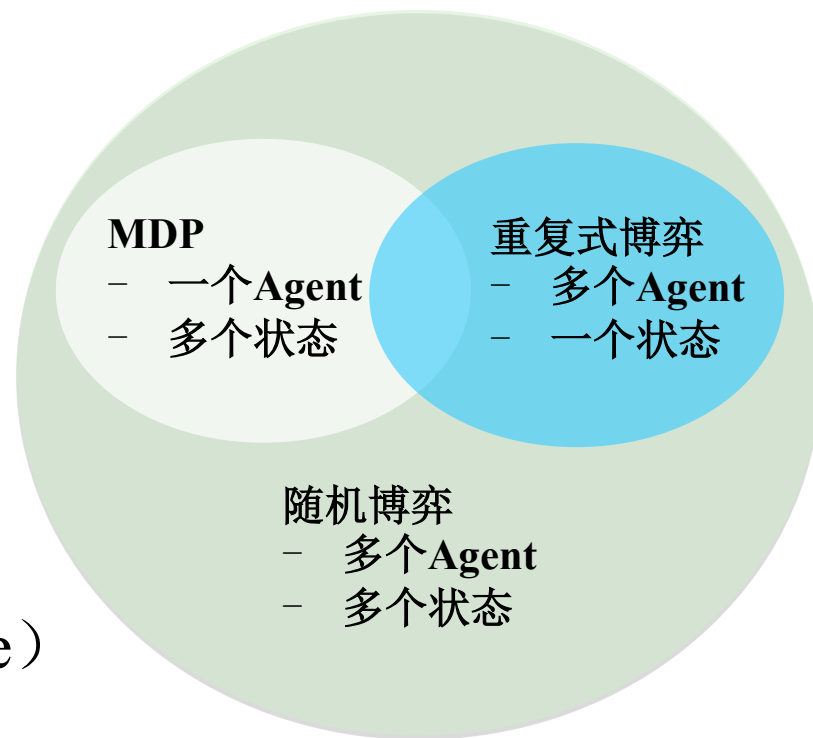 MDP
- 一个Agent
- 多个状态
重复式博弈
- 多个Agent
- 一个状态
随机博弈
- 多个Agent
- 多个状态
e）